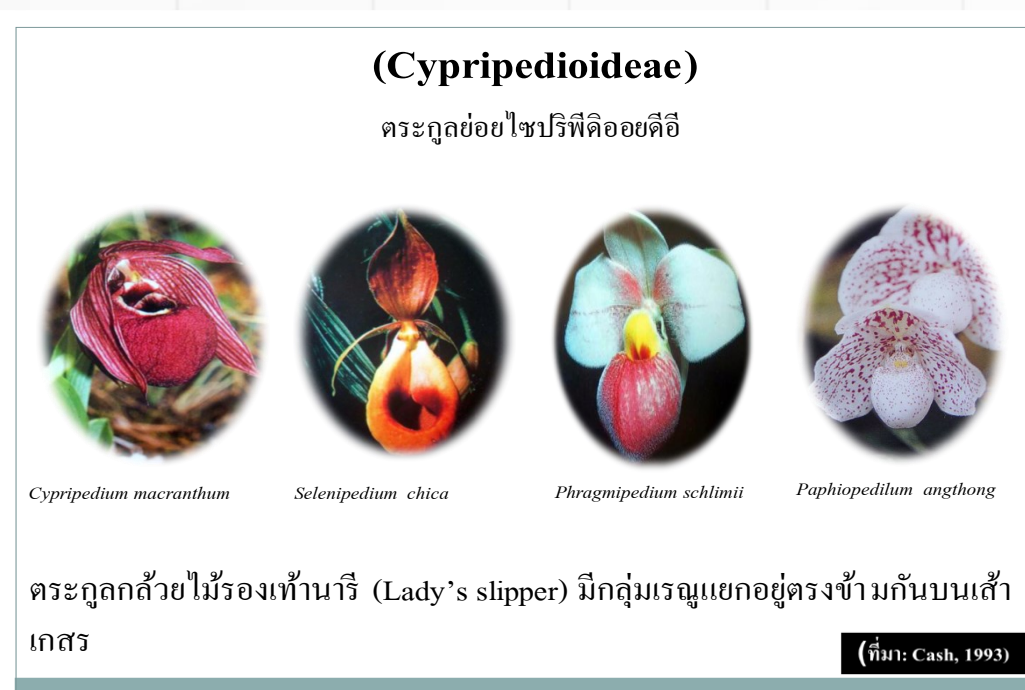 (Cypripedioideae)
ตระกูลย่อยไซปริพีดิออยดีอี
Cypripedium macranthum
Selenipedium chica
Phragmipedium schlimii
Paphiopedilum angthong
ตระกูลกล้วยไม้รองเท้านารี (Lady’s slipper) มีกลุ่มเรณูแยกอยู่ตรงข้ามกันบนเส้า
เกสร
(ที่มา: Cash, 1993)